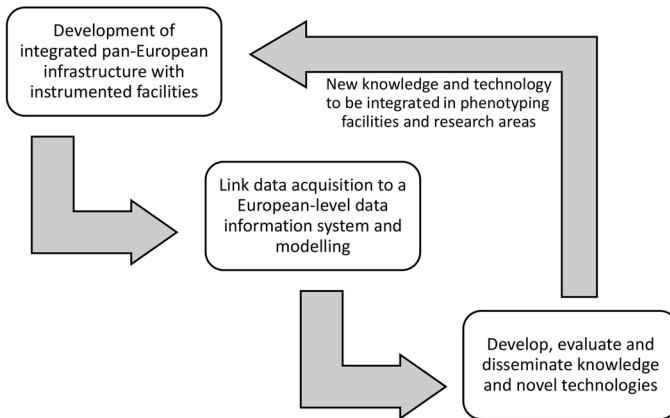 Development of
integrated pan-European
infrastructure with
instrumented facilities
New knowledge and technology
to be integrated in phenotyping
facilities and research areas
Link data acquisition to a
European-level data
information system and
modelling
Develop, evaluate and
disseminate knowledge
and novel technologies